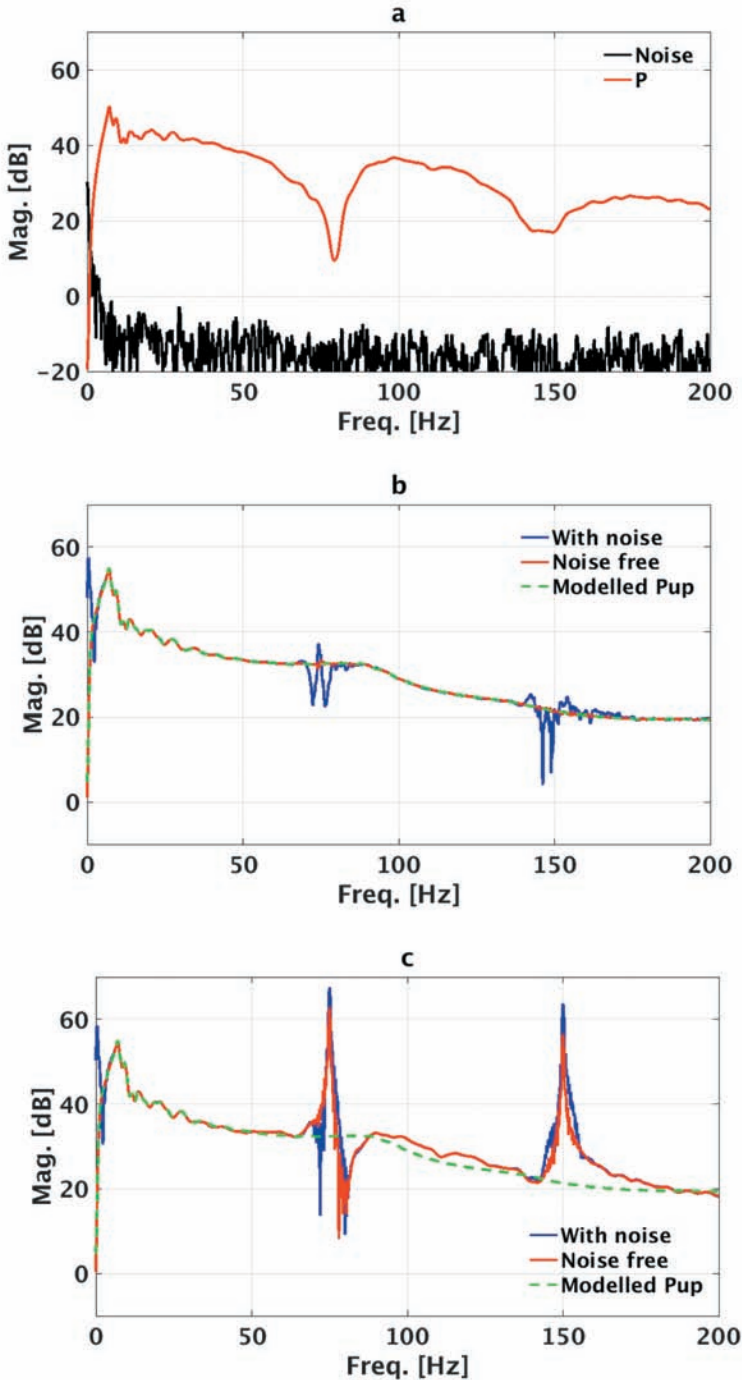 a
Mag. [dB]
60
40
20
0
−20
0
50
100
150
200
Freq. [Hz]
Noise
P
b
Mag. [dB]
60
40
20
0
0
50
100
150
200
Freq. [Hz]
With noise
Noise free
Modelled Pup
c
Mag. [dB]
60
40
20
0
0
50
100
150
200
Freq. [Hz]
With noise
Noise free
Modelled Pup